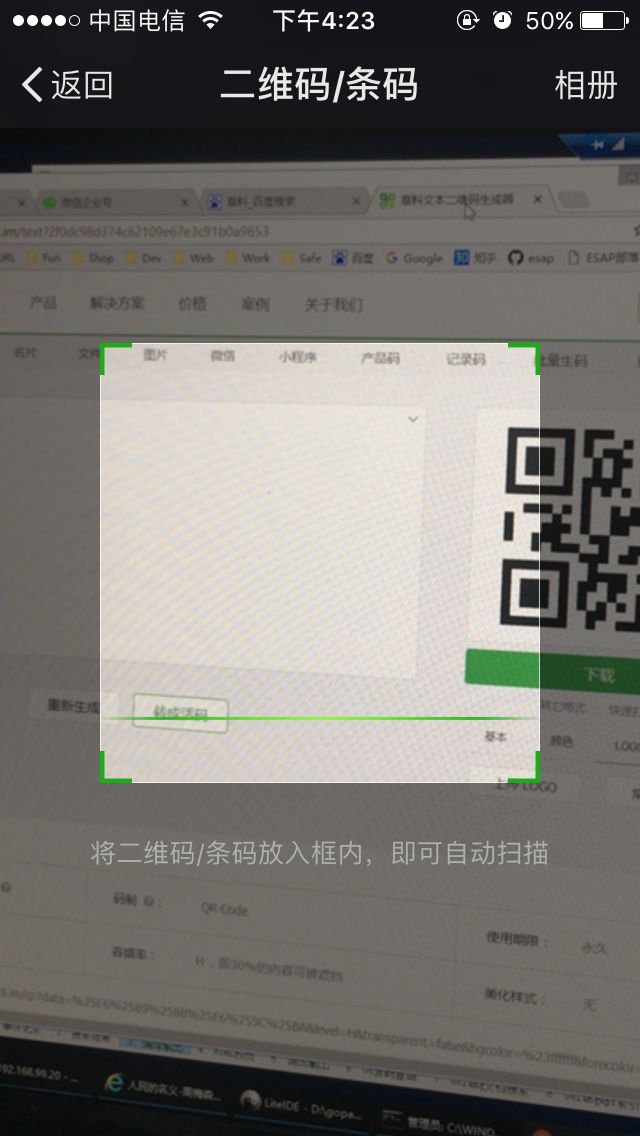 中国电信 下午4:23 50%
返回 二维码/条码 相册
微信企业号 草料_百度搜索 草料文本二维码生成器
.im/text?2f0dc98d374c62109e67e3c91b0a9653
URL Fun Shop Dev Web Work Safe 百度 Google 知乎 esap ESAP部落
产品 解决方案 价格 案例 关于我们
名片 文件 图片 微信 小程序 产品码 记录码 批量生码
下载
重新生成 转成活码
其它格式
基本 颜色 LOGO
上传 LOGO
将二维码/条码放入框内，即可自动扫描
码制 : QR Code
使用期限 : 永久
容错率 : H ，即30%的内容可被遮挡
美化样式 : 无
.im/qr?data=%25E6%2589%258B%25E6%259C%25BA&level=H&transparent=false&bgcolor=%23ffffff&forecolor=
192.168.99.20 - ... 人民的名义-周梅森... LiteIDE - D:\gopa... 管理员: C:\WIND...